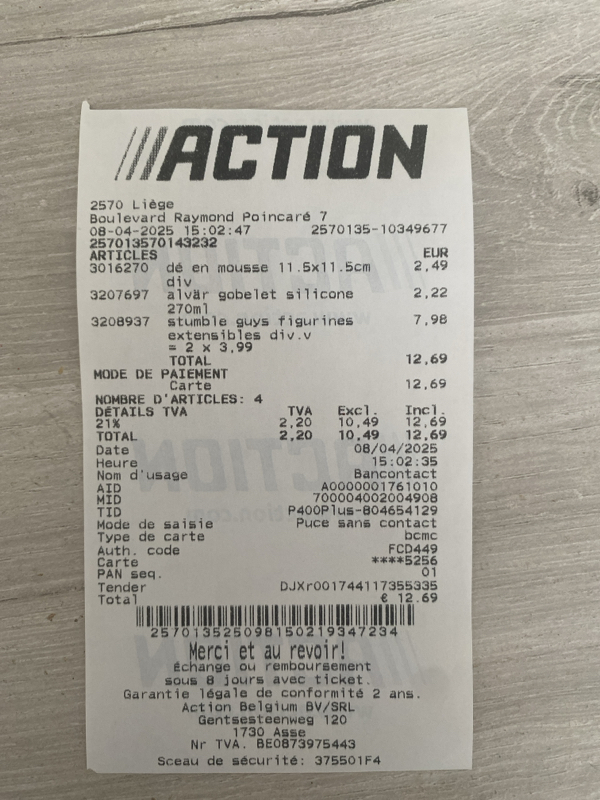 ACTION
2570 Liège
Boulevard Raymond Poincaré 7
08-04-2025 15:02:47 2570135-10349677
257013570143232
ARTICLES EUR
3016270 dé en mousse 11.5x11.5cm 2,49
div
3207697 alvär gobelet silicone 2,22
270ml
3208937 stumble guys figurines 7,98
extensibles div.v
= 2 x 3,99
TOTAL 12,69
MODE DE PAIEMENT
Carte 12,69
NOMBRE D'ARTICLES: 4
DÉTAILS TVA TVA Excl. Incl.
21% 2,20 10,49 12,69
TOTAL 2,20 10,49 12,69
Date 08/04/2025
Heure 15:02:35
Nom d'usage Bancontact
AID A0000001761010
MID 700004002004908
TID P400Plus-804654129
Mode de saisie Puce sans contact
Type de carte bcmc
Auth. code FCD449
Carte ****5256
PAN seq. 01
Tender DJXr001744117355335
Total € 12.69
257013525098150219347234
Merci et au revoir!
Échange ou remboursement
sous 8 jours avec ticket.
Garantie légale de conformité 2 ans.
Action Belgium BV/SRL
Gentsesteenweg 120
1730 Asse
Nr TVA. BE0873975443
Sceau de sécurité: 375501F4